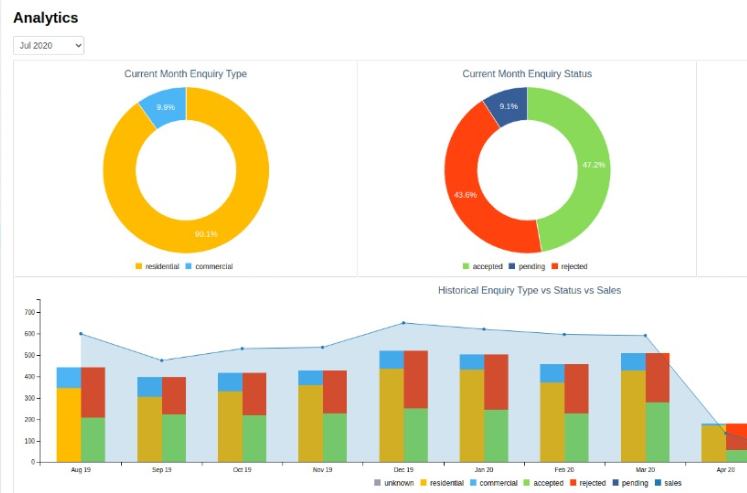 Analytics
Jul 2020
Current Month Enquiry Type
9.9%
90.1%
residential commercial
Current Month Enquiry Status
9.1%
47.2%
43.6%
accepted pending rejected
Historical Enquiry Type vs Status vs Sales
700
600
500
400
300
200
100
0
Aug 19 Sep 19 Oct 19 Nov 19 Dec 19 Jan 20 Feb 20 Mar 20 Apr 20
unknown residential commercial accepted rejected pending sales